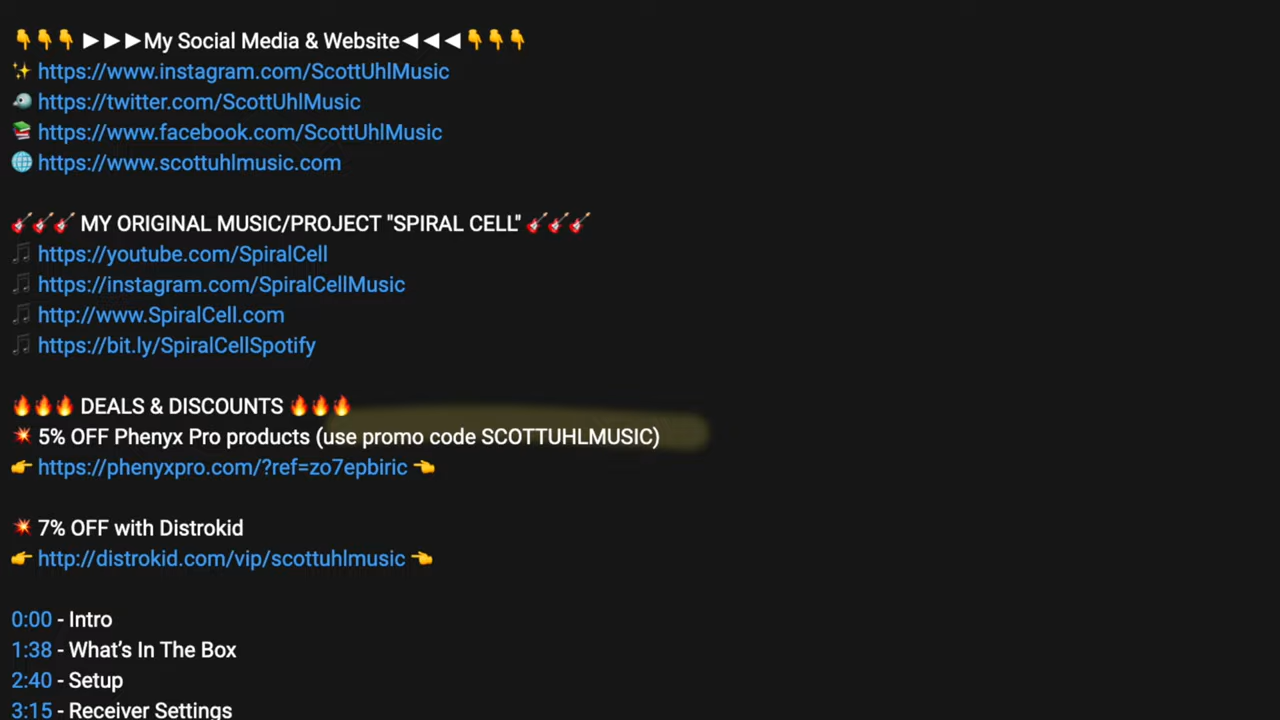 👇👇👇 ►►►My Social Media & Website◄◄◄👇👇👇
✨ https://www.instagram.com/ScottUhlMusic
🐦 https://twitter.com/ScottUhlMusic
📚 https://www.facebook.com/ScottUhlMusic
🌐 https://www.scottuhlmusic.com
🎸🎸🎸 MY ORIGINAL MUSIC/PROJECT "SPIRAL CELL" 🎸🎸🎸
🎵 https://youtube.com/SpiralCell
🎵 https://instagram.com/SpiralCellMusic
🎵 http://www.SpiralCell.com
🎵 https://bit.ly/SpiralCellSpotify
🔥🔥🔥 DEALS & DISCOUNTS 🔥🔥🔥
💥 5% OFF Phenyx Pro products (use promo code SCOTTUHLMUSIC)
👉 https://phenyxpro.com/?ref=zo7epbiric 👈
💥 7% OFF with Distrokid
👉 http://distrokid.com/vip/scottuhlmusic 👈
0:00 - Intro
1:38 - What’s In The Box
2:40 - Setup
3:15 - Receiver Settings